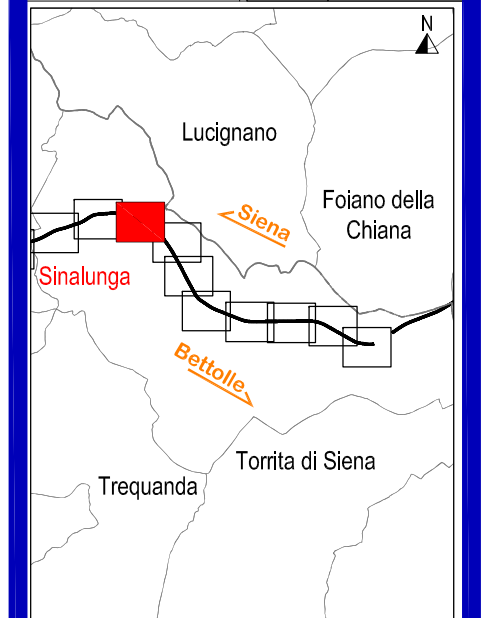 N
Lucignano
Foiano della
Chiana
Siena
Sinalunga
Bettolle
Torrita di Siena
Trequanda